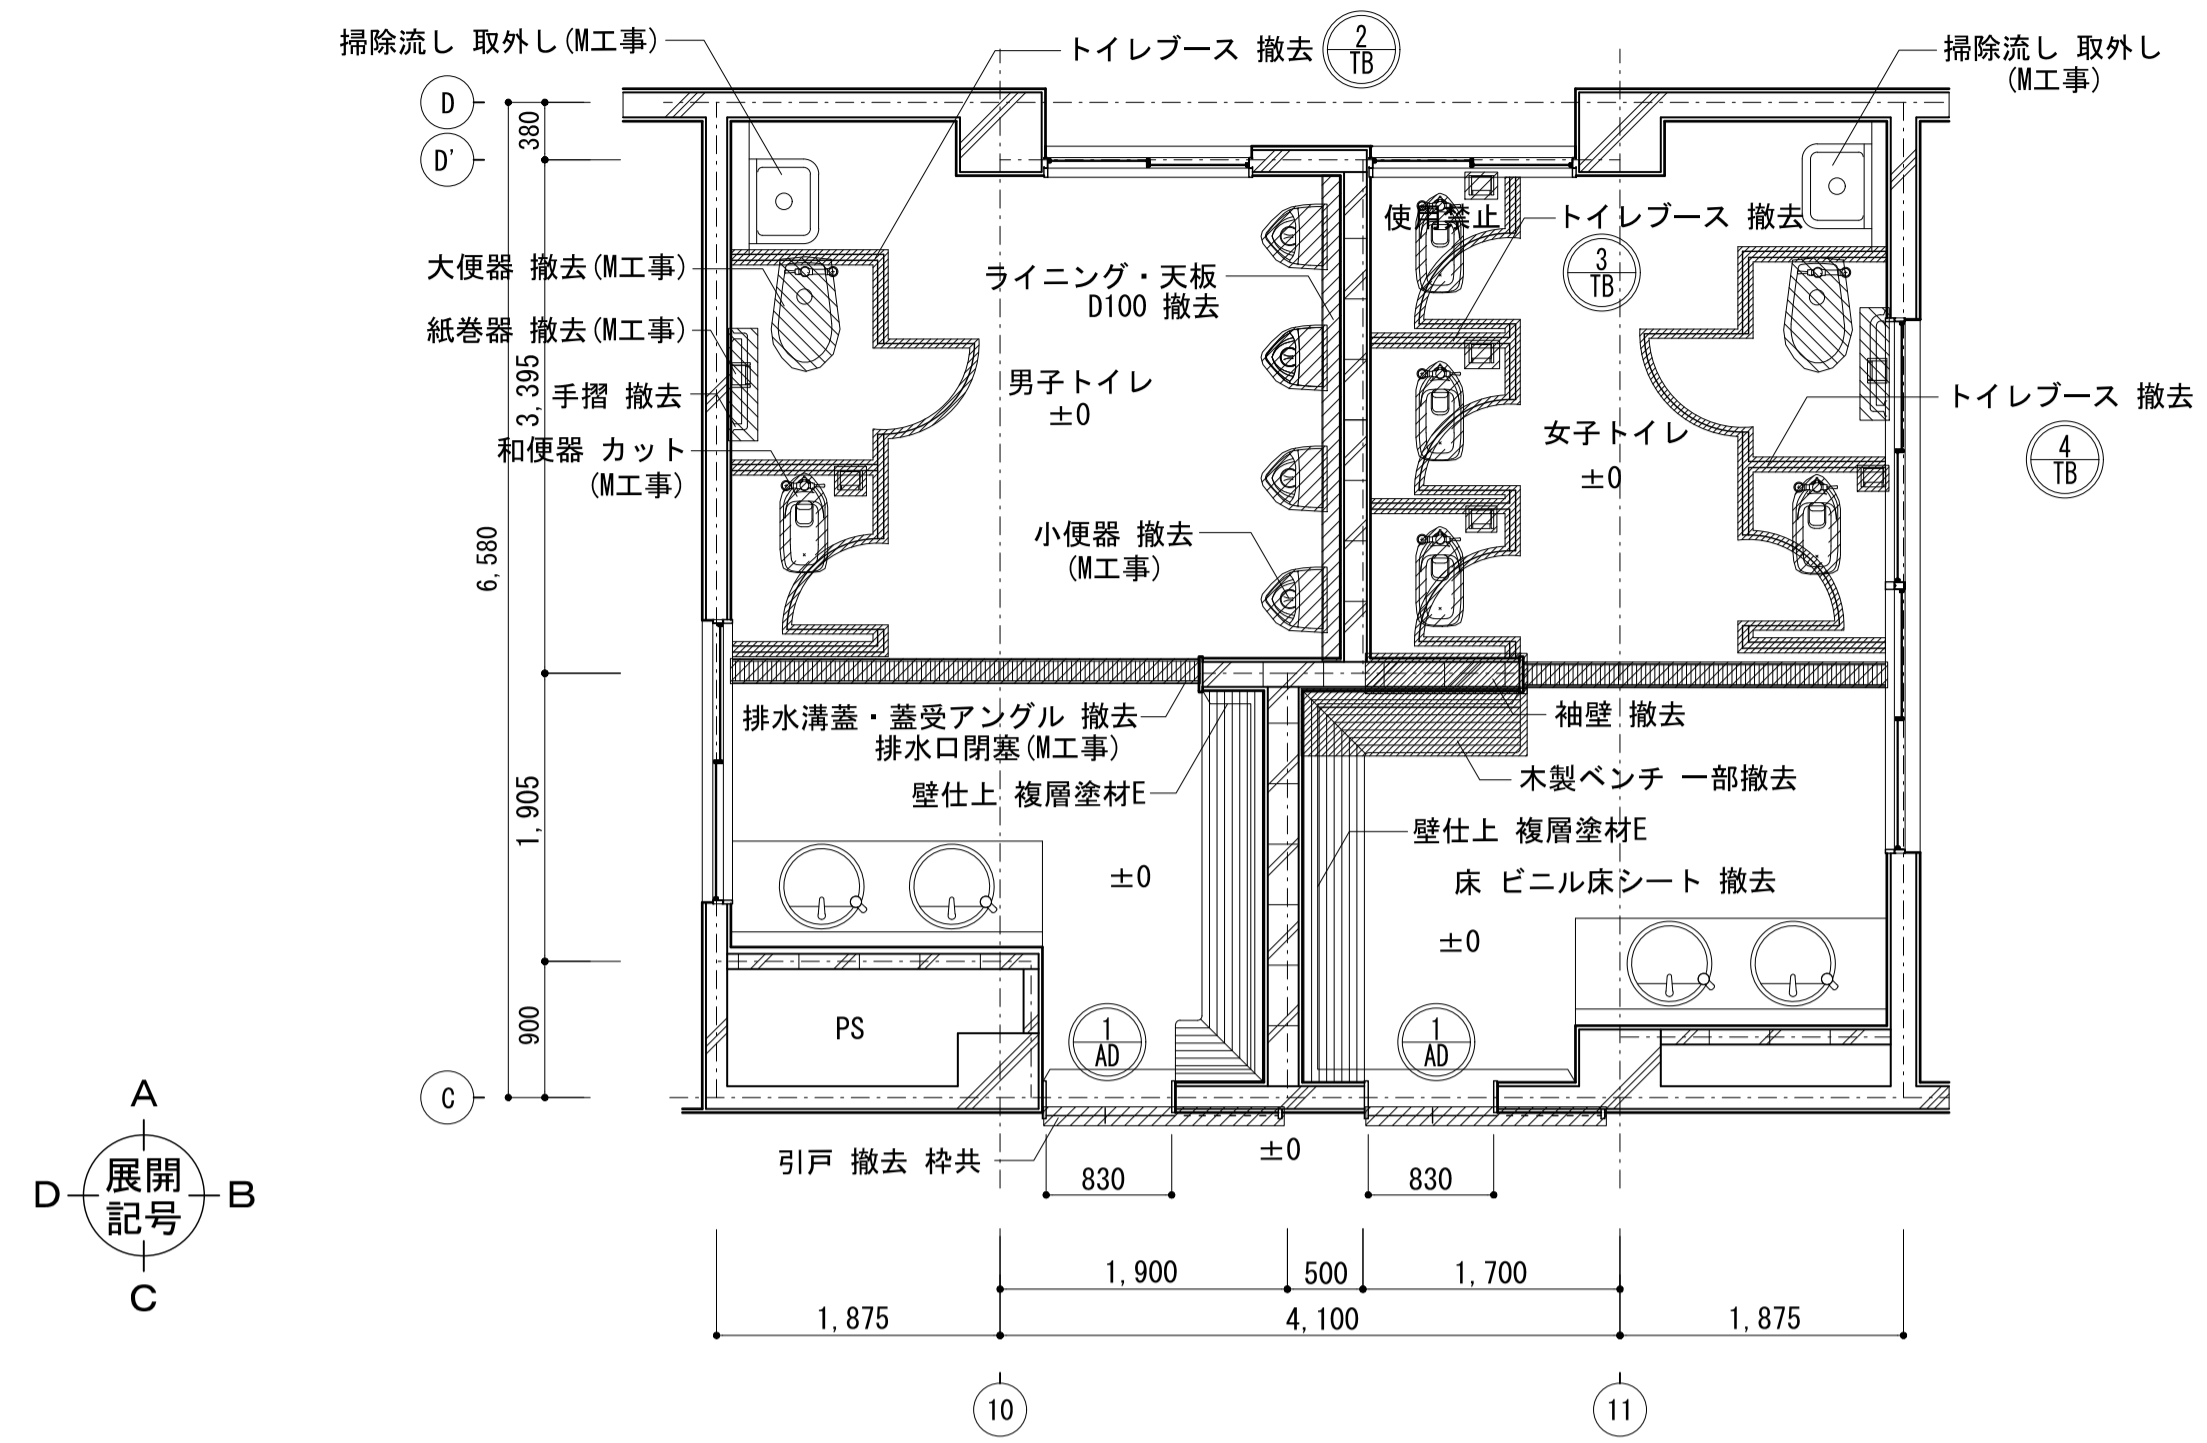 掃除流し 取外し(M工事)
トイレブース 撤去
2
TB
掃除流し 取外し
(M工事)
D
380
D'
使用禁止
トイレブース 撤去
3
TB
大便器 撤去(M工事)
ライニング・天板
D100 撤去
紙巻器 撤去(M工事)
3,395
手摺 撤去
男子トイレ
±0
トイレブース 撤去
4
TB
和便器 カット
(M工事)
女子トイレ
±0
6,580
小便器 撤去
(M工事)
排水溝蓋・蓋受アングル 撤去
排水口閉塞(M工事)
袖壁 撤去
壁仕上 複層塗材E
木製ベンチ 一部撤去
1,905
壁仕上 複層塗材E
±0
床 ビニル床シート 撤去
±0
900
PS
1
AD
1
AD
C
引戸 撤去 枠共
±0
830
830
A
D
展開
記号
B
C
1,900
500
1,700
1,875
4,100
1,875
10
11